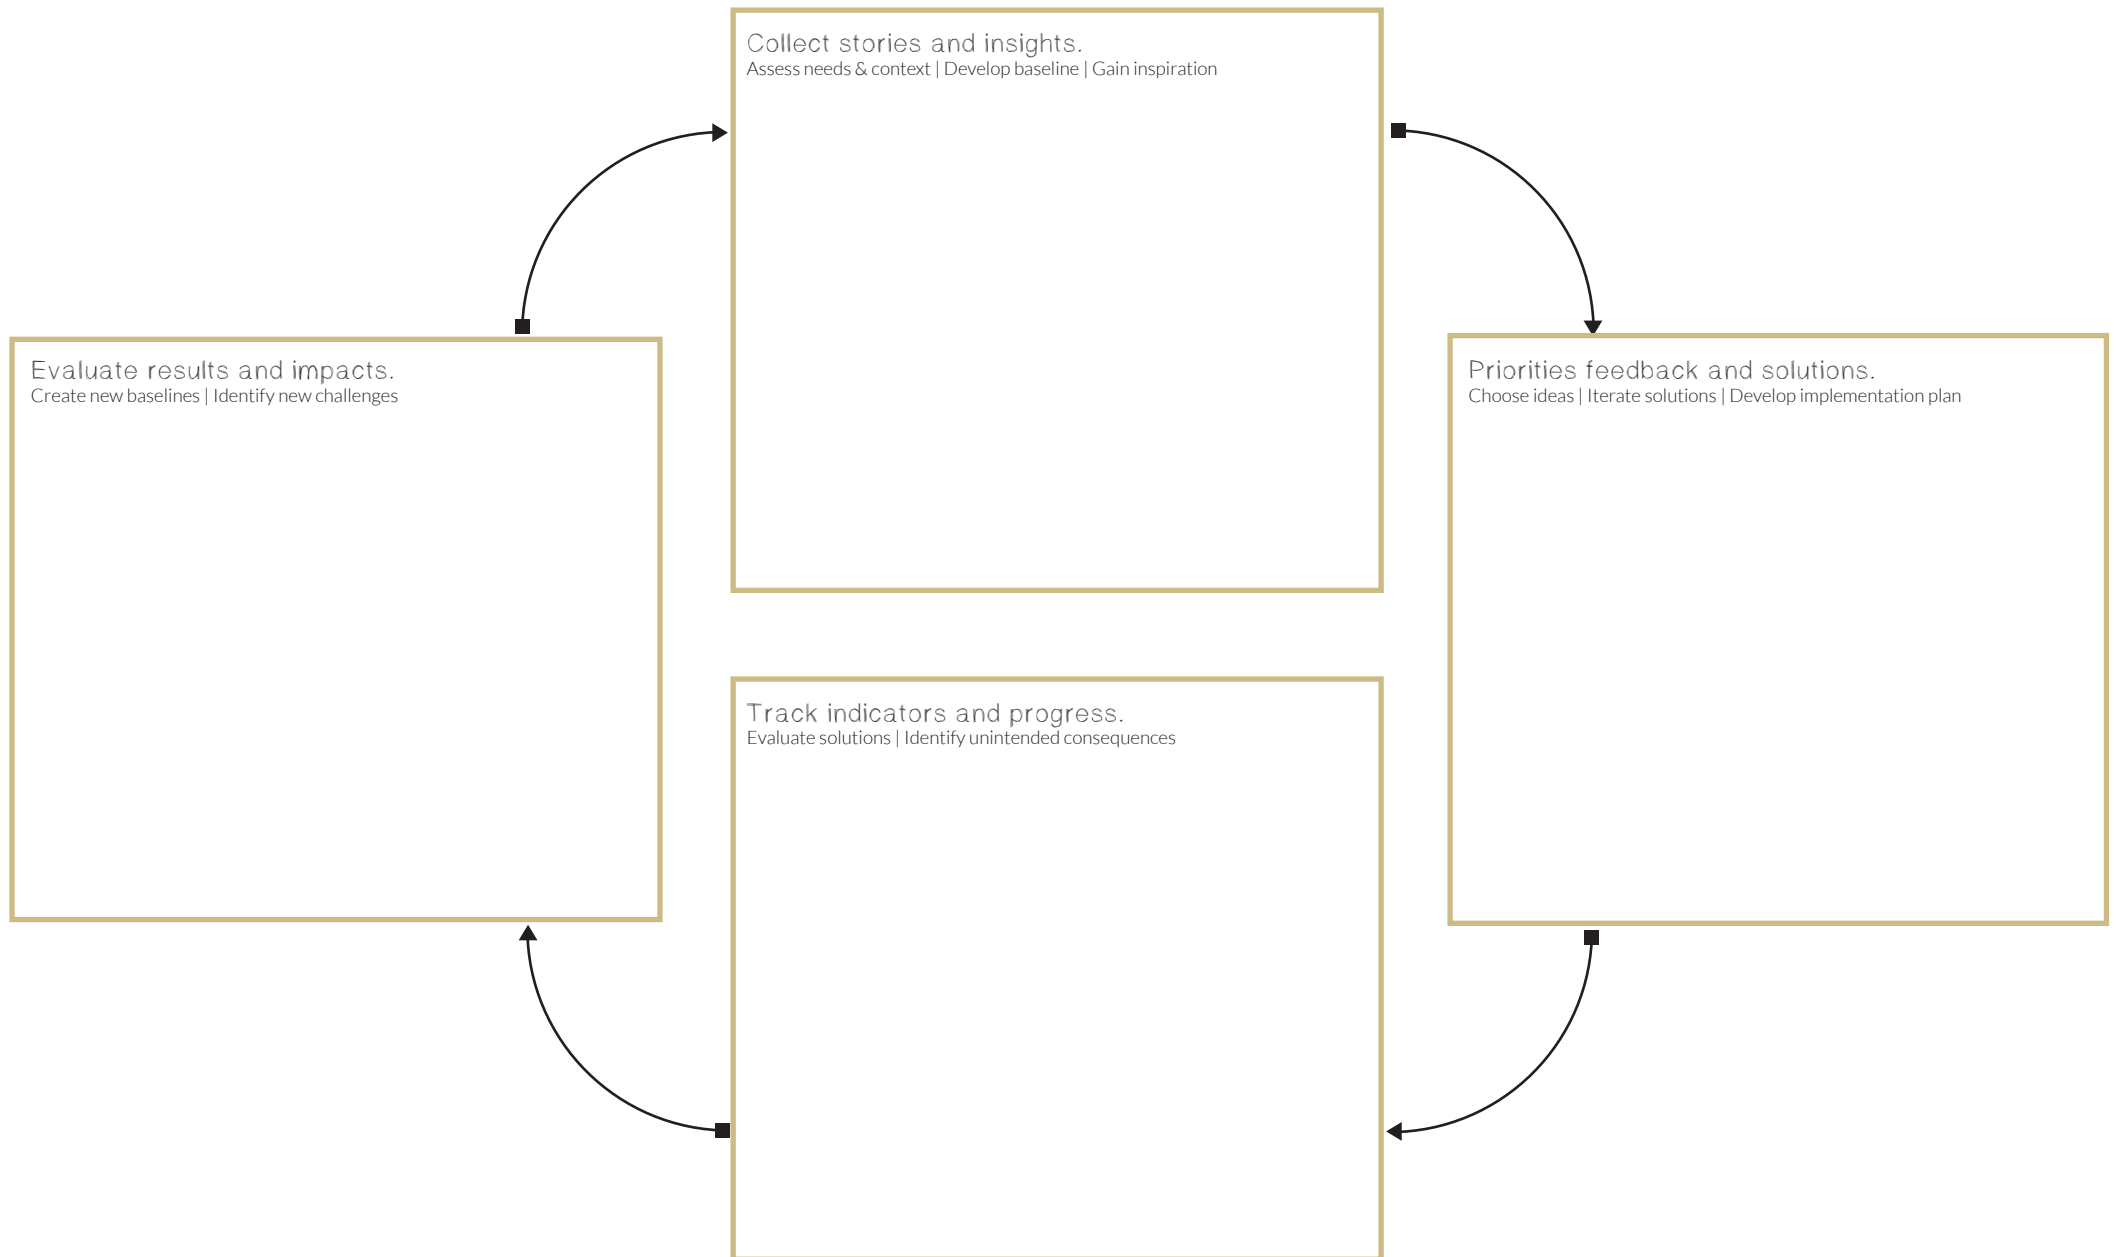 Collect stories and insights.
Assess needs & context | Develop baseline | Gain inspiration
Evaluate results and impacts.
Create new baselines | Identify new challenges
Priorities feedback and solutions.
Choose ideas | Iterate solutions | Develop implementation plan
Track indicators and progress.
Evaluate solutions | Identify unintended consequences